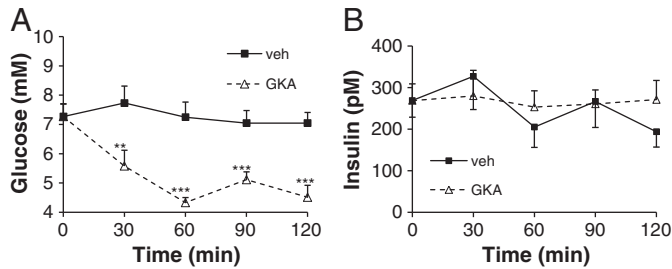 A
Glucose (mM)
10
9
8
7
6
5
4
veh
GKA
**
***
***
***
0 30 60 90 120
Time (min)
B
Insulin (pM)
400
300
200
100
0
veh
GKA
0 30 60 90 120
Time (min)